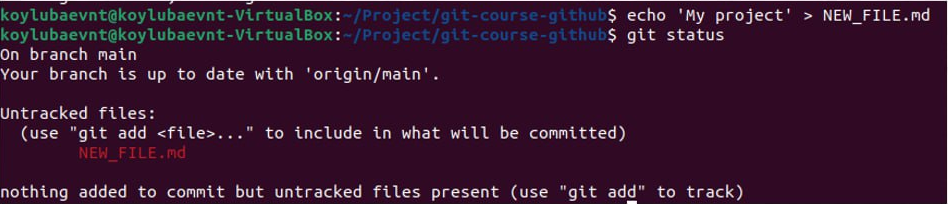 koylubaevnt@koylubaevnt-VirtualBox:~/Project/git-course-github$ echo 'My project' > NEW_FILE.md
koylubaevnt@koylubaevnt-VirtualBox:~/Project/git-course-github$ git status
On branch main
Your branch is up to date with 'origin/main'.
Untracked files:
(use "git add <file>..." to include in what will be committed)
NEW_FILE.md
nothing added to commit but untracked files present (use "git add" to track)